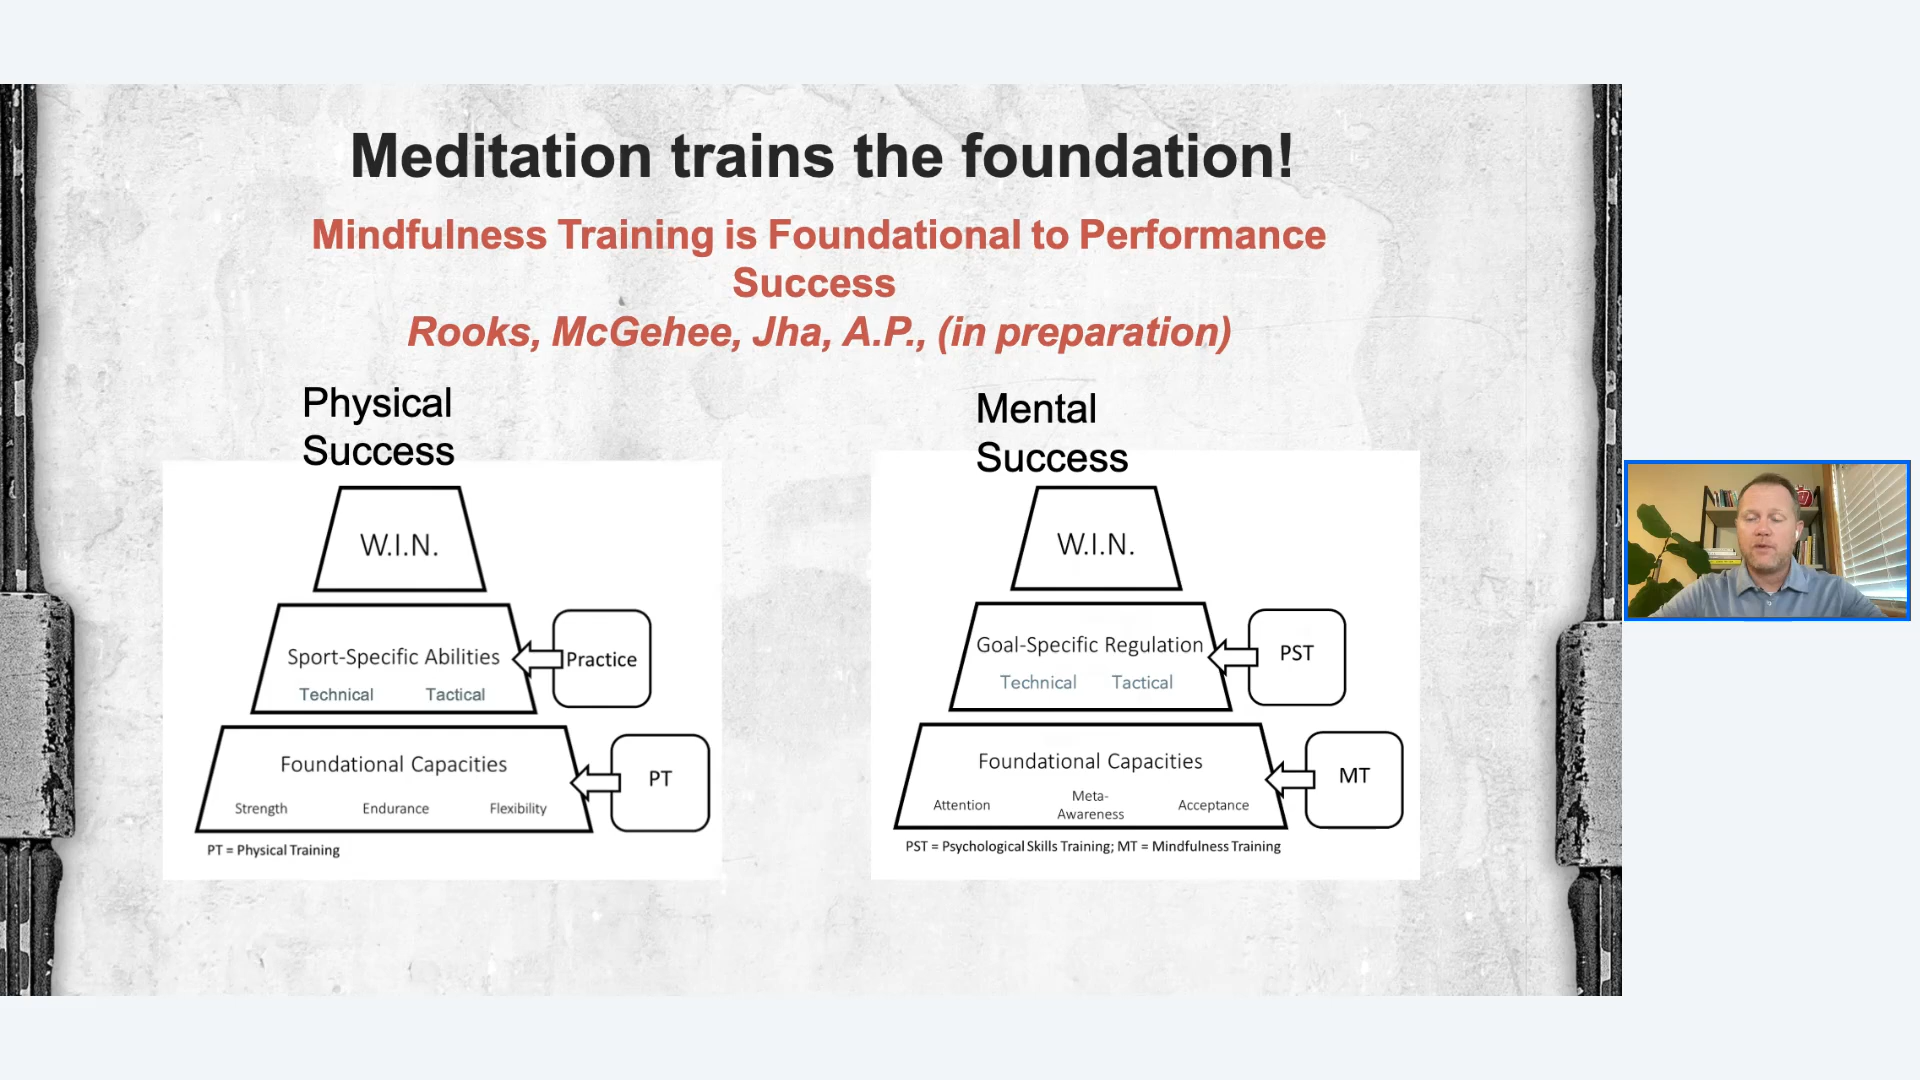 Meditation trains the foundation!
Mindfulness Training is Foundational to Performance
Success
Rooks, McGehee, Jha, A.P., (in preparation)
Physical
Success
W.I.N.
Sport-Specific Abilities
Technical Tactical
Practice
Foundational Capacities
Strength Endurance Flexibility
PT
PT = Physical Training
Mental
Success
W.I.N.
Goal-Specific Regulation
Technical Tactical
PST
Foundational Capacities
Attention
Meta-
Awareness
Acceptance
MT
PST = Psychological Skills Training; MT = Mindfulness Training